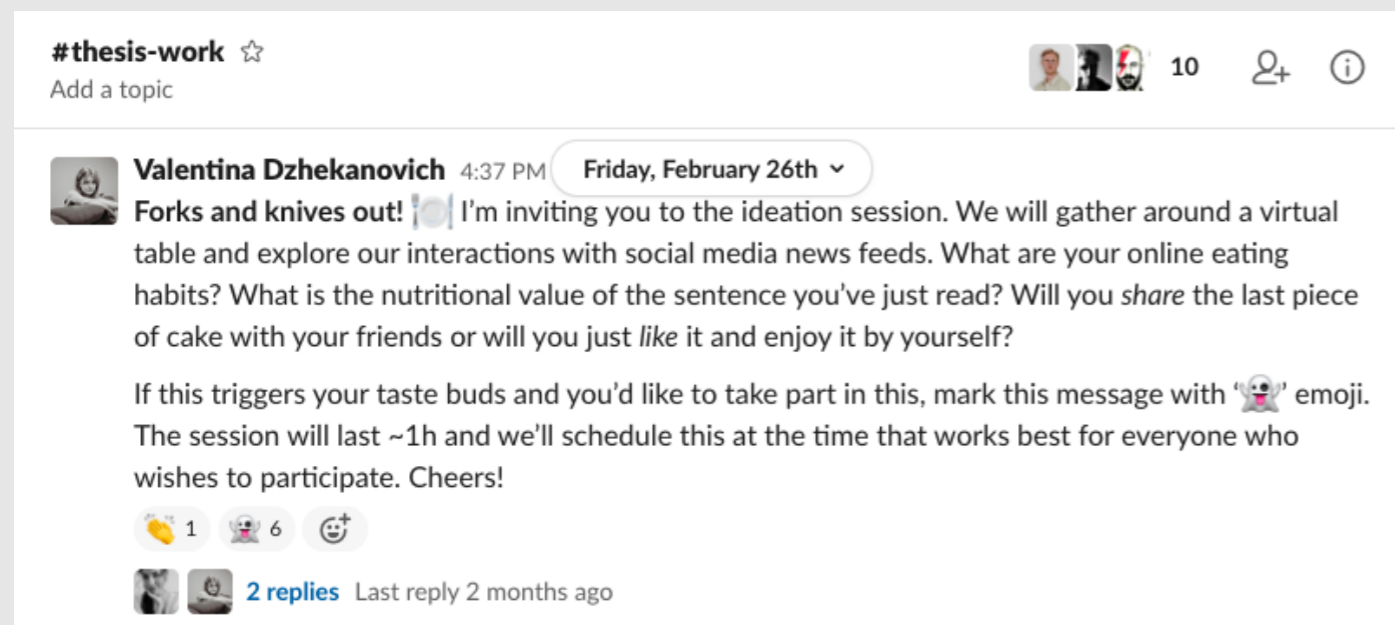 #thesis-work
Add a topic
10
Valentina Dzhekanovich 4:37 PM
Friday, February 26th
Forks and knives out! 🍽️ I’m inviting you to the ideation session. We will gather around a virtual
table and explore our interactions with social media news feeds. What are your online eating
habits? What is the nutritional value of the sentence you’ve just read? Will you share the last piece
of cake with your friends or will you just like it and enjoy it by yourself?
If this triggers your taste buds and you’d like to take part in this, mark this message with ‘👻’ emoji.
The session will last ~1h and we’ll schedule this at the time that works best for everyone who
wishes to participate. Cheers!
👏 1 👻 6
2 replies Last reply 2 months ago